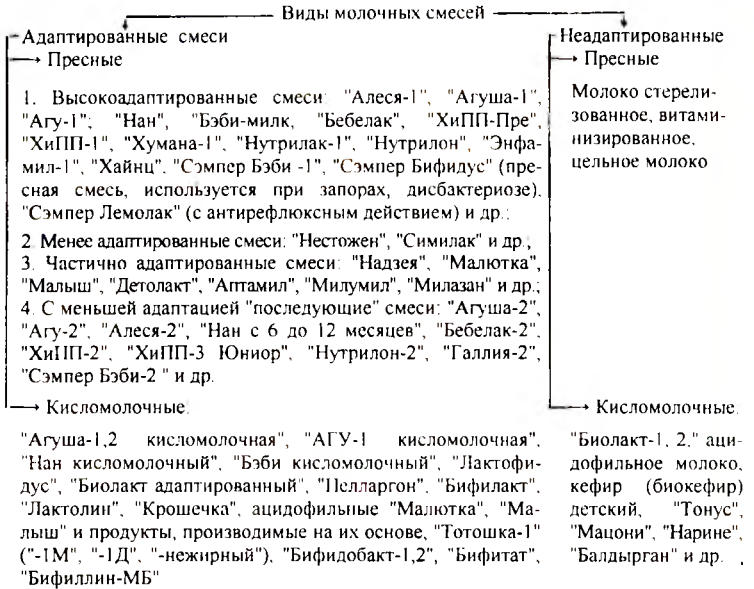 Виды молочных смесей
Адаптированные смеси
Пресные
1. Высокоадаптированные смеси: "Алеся-1", "Агуша-1",
"Агу-1"; "Нан", "Бэби-милк, "Бебелак", "ХиПП-Пре",
"ХиПП-1", "Хумана-1", "Нутрилак-1", "Нутрилон", "Энфа-
мил-1", "Хайнц". "Сэмпер Бэби -1", "Сэмпер Бифидус" (пре-
сная смесь, используется при запорах, дисбактериозе),
"Сэмпер Лемолак" (с антирефлюксным действием) и др.;
2. Менее адаптированные смеси: "Нестожен", "Симилак" и др.,
3. Частично адаптированные смеси: "Надзея", "Малютка",
"Малыш", "Детолакт", "Аптамил", "Милумил", "Милазан" и др.;
4. С меньшей адаптацией "последующие" смеси: "Агуша-2",
"Агу-2", "Алеся-2", "Нан с 6 до 12 месяцев", "Бебелак-2",
"ХиПП-2", "ХиПП-3 Юниор", "Нутрилон-2", "Галлия-2",
"Сэмпер Бэби-2 " и др.
Кисломолочные:
"Агуша-1,2 кисломолочная", "АГУ-1 кисломолочная",
"Нан кисломолочный", "Бэби кисломолочный", "Лактофи-
дус", "Биолакт адаптированный", "Пелларгон", "Бифилакт",
"Лактолин", "Крошечка", ацидофильные "Малютка", "Ма-
лыш" и продукты, производимые на их основе, "Тотошка-1"
("-1М", "-1Д", "-нежирный"), "Бифидобакт-1,2", "Бифитат",
"Бифиллин-МБ"
Неадаптированные
Пресные
Молоко стерели-
зованное, витами-
низированное,
цельное молоко
Кисломолочные:
"Биолакт-1, 2," аци-
дофильное молоко,
кефир (биокефир)
детский, "Тонус",
"Мацони", "Нарине",
"Балдырган" и др.